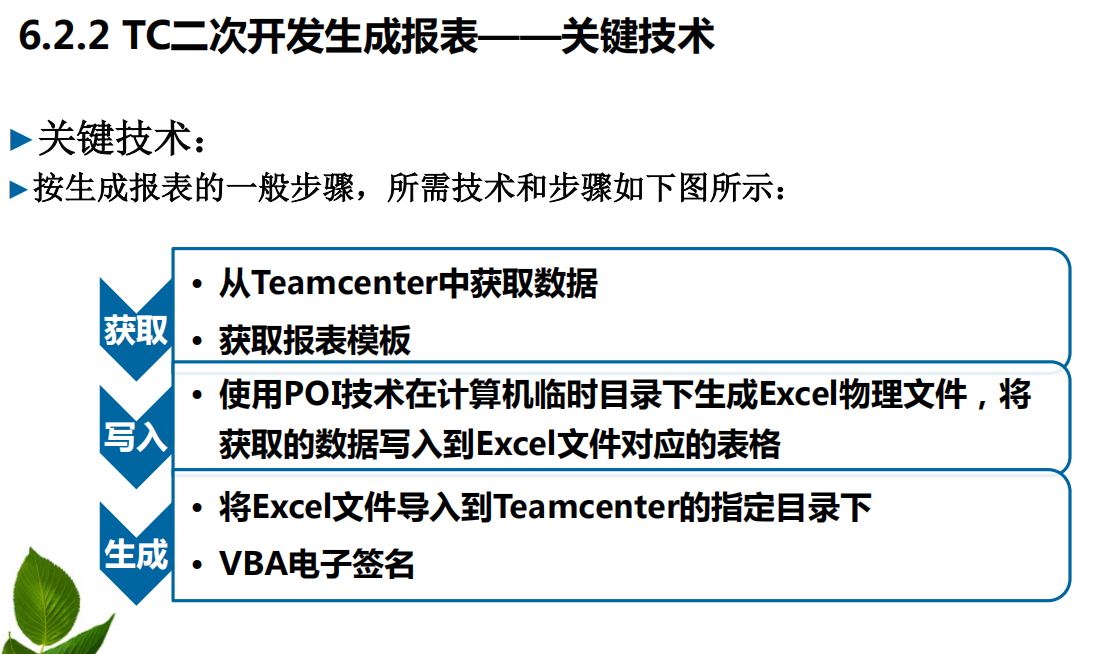 6.2.2 TC二次开发生成报表——关键技术
►关键技术：
►按生成报表的一般步骤，所需技术和步骤如下图所示：
获取
• 从Teamcenter中获取数据
• 获取报表模板
写入
• 使用POI技术在计算机临时目录下生成Excel物理文件，将
获取的数据写入到Excel文件对应的表格
生成
• 将Excel文件导入到Teamcenter的指定目录下
• VBA电子签名